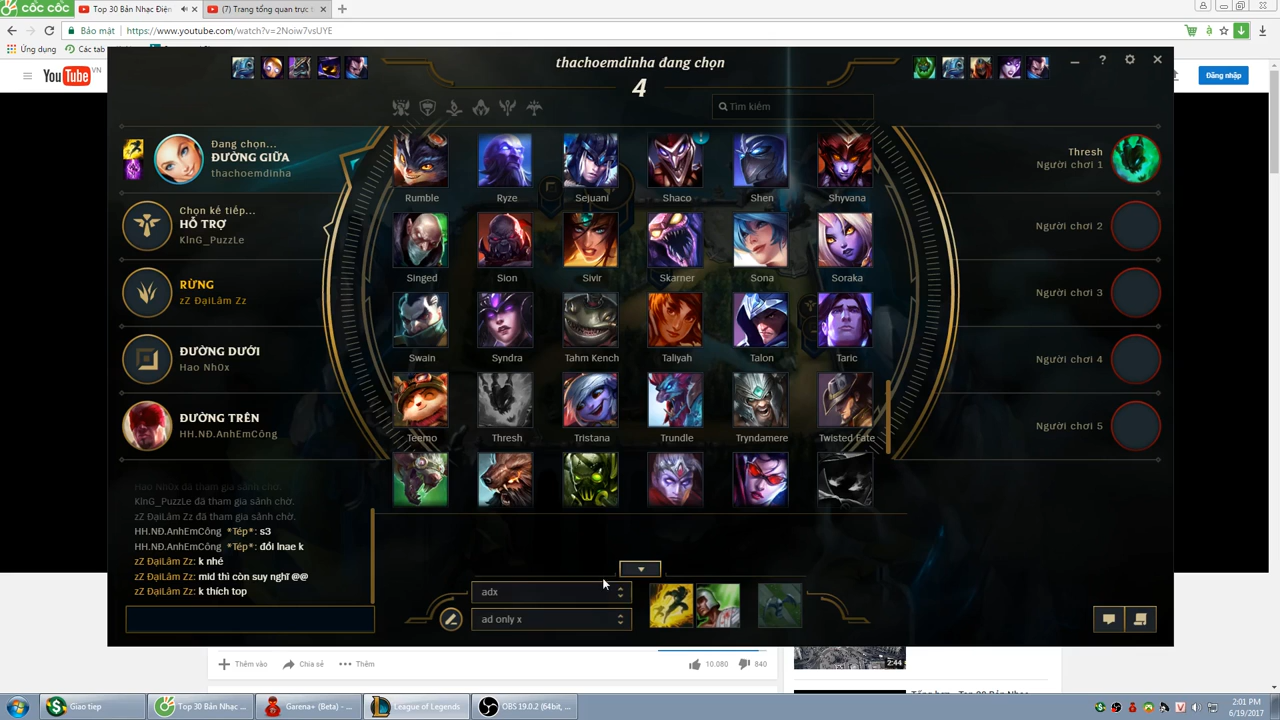 cốc cốc
Top 30 Bản Nhạc Điện
(7) Trang tổng quan trực t
Bảo mật
https://www.youtube.com/watch?v=2Noiw7vsUYE
Ứng dụng
Các tab
YouTube VN
Đăng nhập
thachoemdinha đang chọn
4
Tìm kiếm
Đang chọn...
ĐƯỜNG GIỮA
thachoemdinha
Chọn kế tiếp...
HỖ TRỢ
KInG_PuzzLe
RỪNG
zZ ĐạiLâm Zz
ĐƯỜNG DƯỚI
Hao Nh0x
ĐƯỜNG TRÊN
HH.NĐ.AnhEmCông
Rumble Ryze Sejuani Shaco Shen Shyvana
Singed Sion Sivir Skarner Sona Soraka
Swain Syndra Tahm Kench Taliyah Talon Taric
Teemo Thresh Tristana Trundle Tryndamere Twisted Fate
Thresh
Người chơi 1
Người chơi 2
Người chơi 3
Người chơi 4
Người chơi 5
Hao Nh0x đã tham gia sảnh chờ.
KInG_PuzzLe đã tham gia sảnh chờ.
zZ ĐạiLâm Zz đã tham gia sảnh chờ.
HH.NĐ.AnhEmCông *Tép*: s3
HH.NĐ.AnhEmCông *Tép*: đổi lnae k
zZ ĐạiLâm Zz: k nhé
zZ ĐạiLâm Zz: mid thì còn suy nghĩ @@
zZ ĐạiLâm Zz: k thích top
adx
ad only x
Thêm vào
Chia sẻ
Thêm
10.080
840
2:44
Giao tiep
Top 30 Bản Nhạc ...
Garena+ (Beta) - ...
League of Legends
OBS 19.0.2 (64bit, ...
2:01 PM
6/19/2017